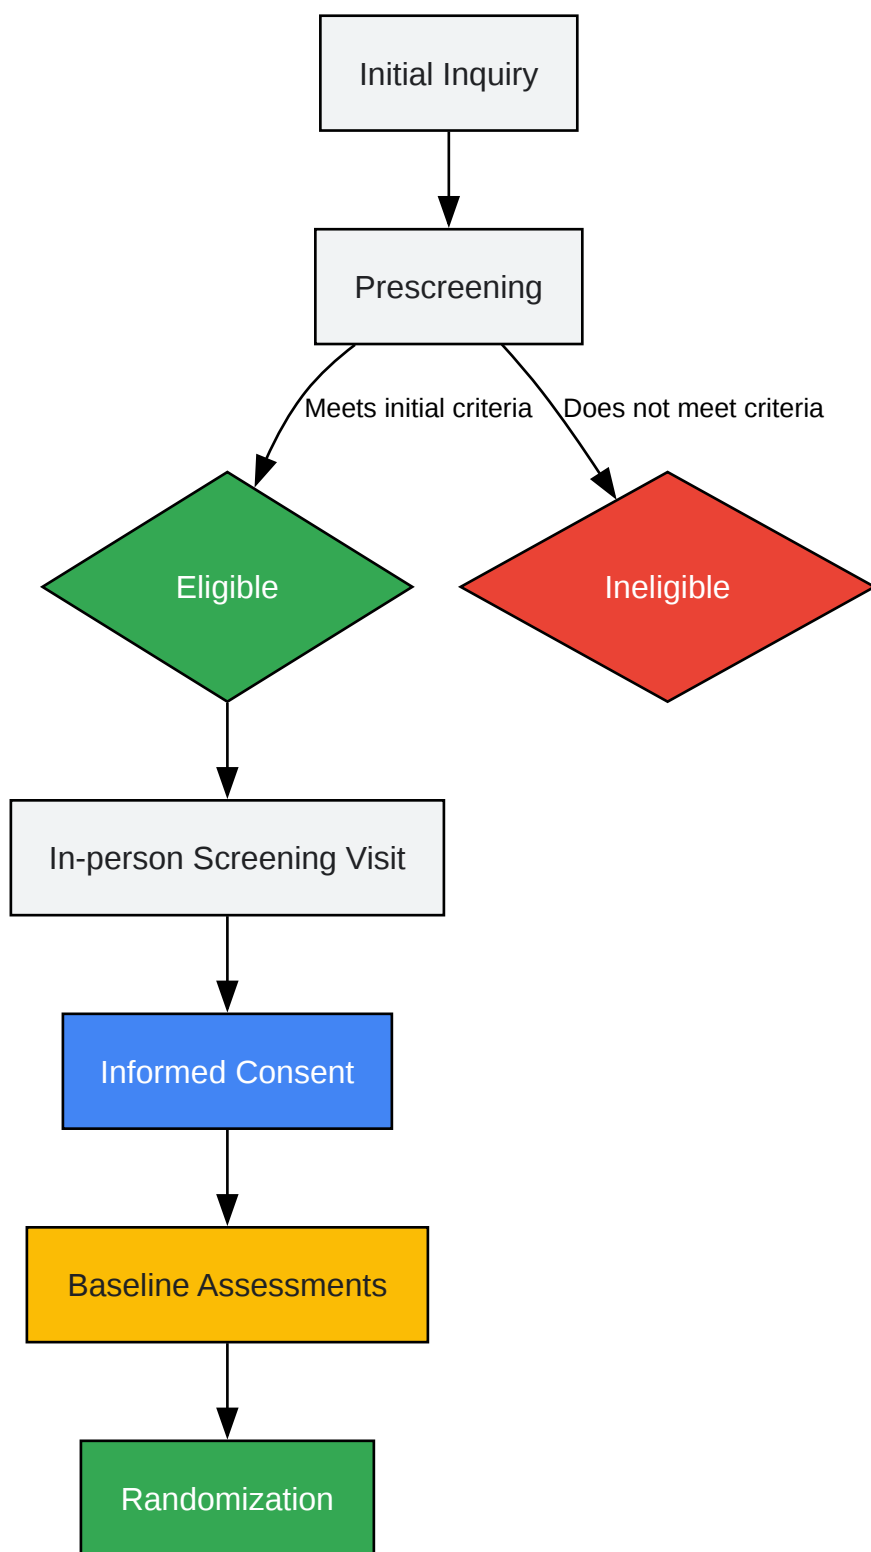 Initial Inquiry
Prescreening
Meets initial criteria
Does not meet criteria
Eligible
Ineligible
In-person Screening Visit
Informed Consent
Baseline Assessments
Randomization